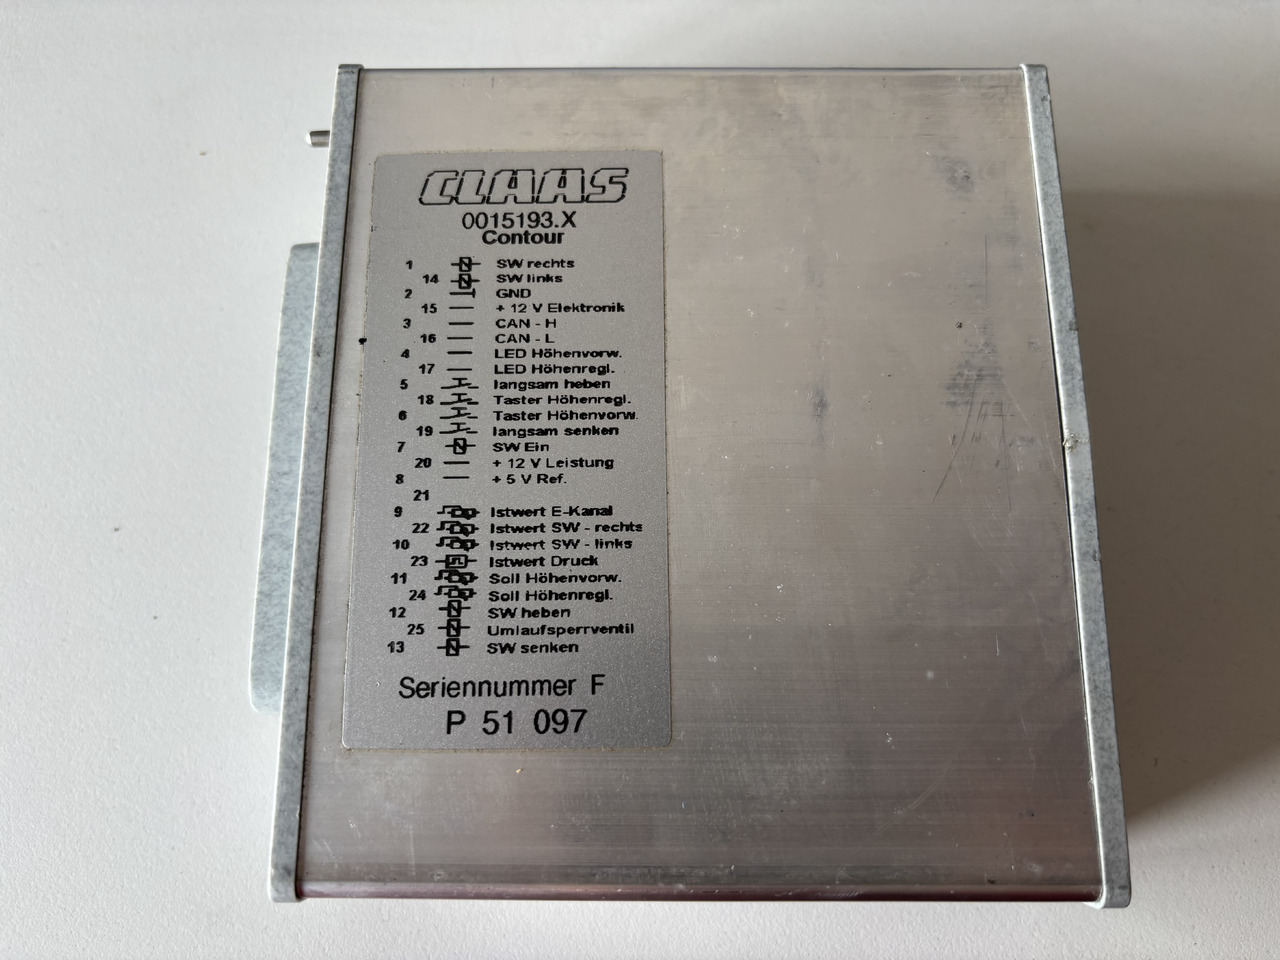 CLAAS
0015193.X
Contour
1 SW rechts
14 SW links
2 GND
15 + 12 V Elektronik
3 CAN - H
16 CAN - L
4 LED Höhenvorw.
17 LED Höhenregl.
5 langsam heben
18 Taster Höhenregl.
6 Taster Höhenvorw.
19 langsam senken
7 SW Ein
20 + 12 V Leistung
8 + 5 V Ref.
21
9 Istwert E-Kanal
22 Istwert SW - rechts
10 Istwert SW - links
23 Istwert Druck
11 Soll Höhenvorw.
24 Soll Höhenregl.
12 SW heben
25 Umlaufsperrventil
13 SW senken
Seriennummer F
P 51 097